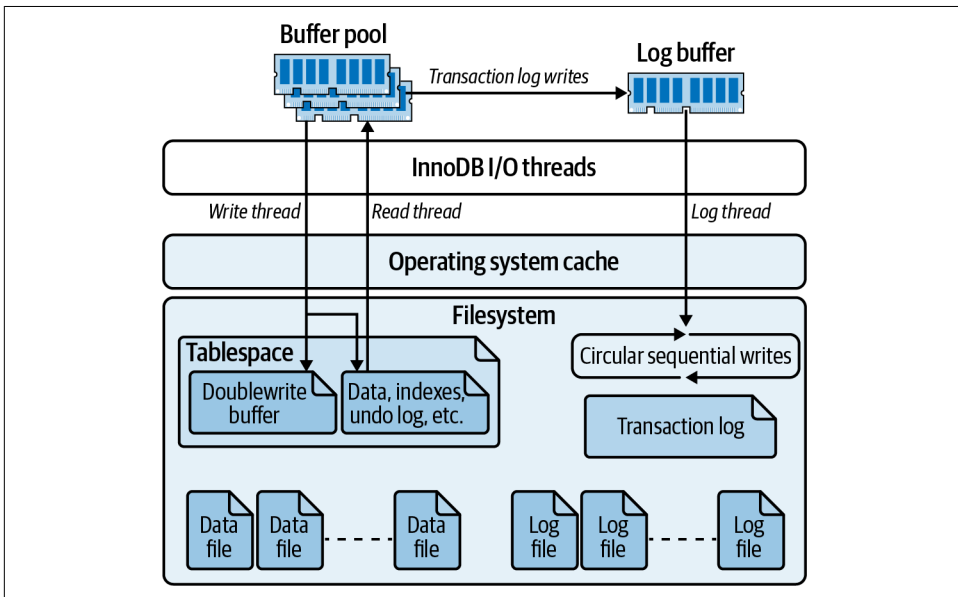 Buffer pool
Log buffer
Transaction log writes
InnoDB I/O threads
Write thread
Read thread
Log thread
Operating system cache
Filesystem
Tablespace
Doublewrite
buffer
Data, indexes,
undo log, etc.
Circular sequential writes
Transaction log
Data
file
Data
file
Data
file
Log
file
Log
file
Log
file